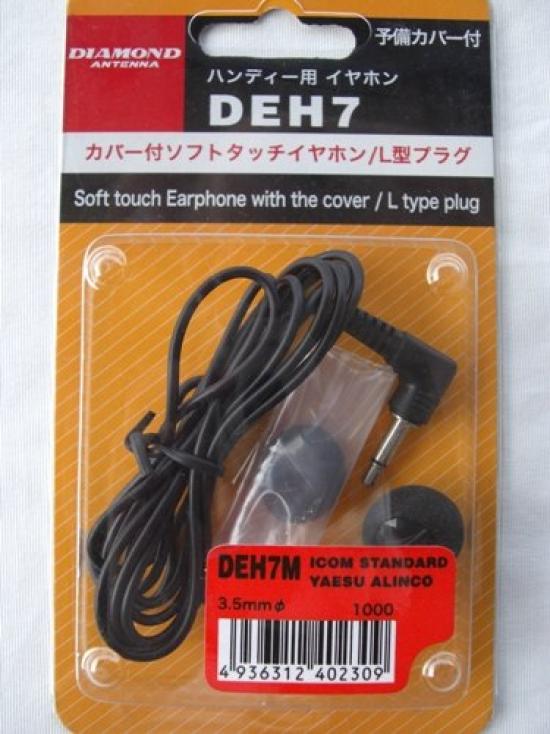 DIAMOND
ANTENNA
予備カバー付
ハンディー用 イヤホン
DEH7
カバー付ソフトタッチイヤホン/L型プラグ
Soft touch Earphone with the cover / L type plug
DEH7M
ICOM STANDARD
YAESU ALINCO
3.5mmφ 1000
4 936312 402309